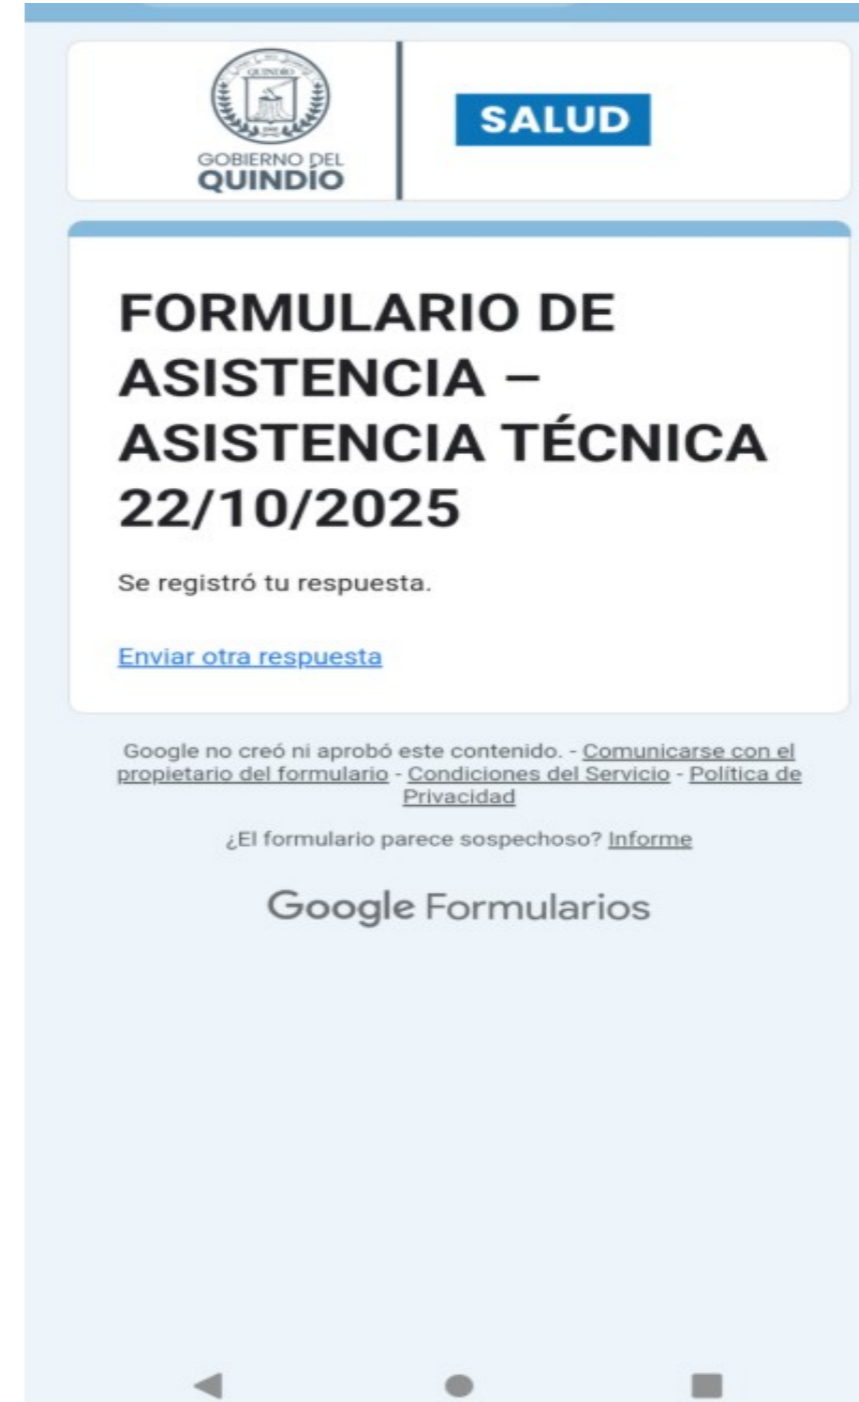 QUINDIO
GOBIERNO DEL
QUINDÍO
SALUD
FORMULARIO DE
ASISTENCIA –
ASISTENCIA TÉCNICA
22/10/2025
Se registró tu respuesta.
Enviar otra respuesta
Google no creó ni aprobó este contenido. - Comunicarse con el
propietario del formulario - Condiciones del Servicio - Política de
Privacidad
¿El formulario parece sospechoso? Informe
Google Formularios